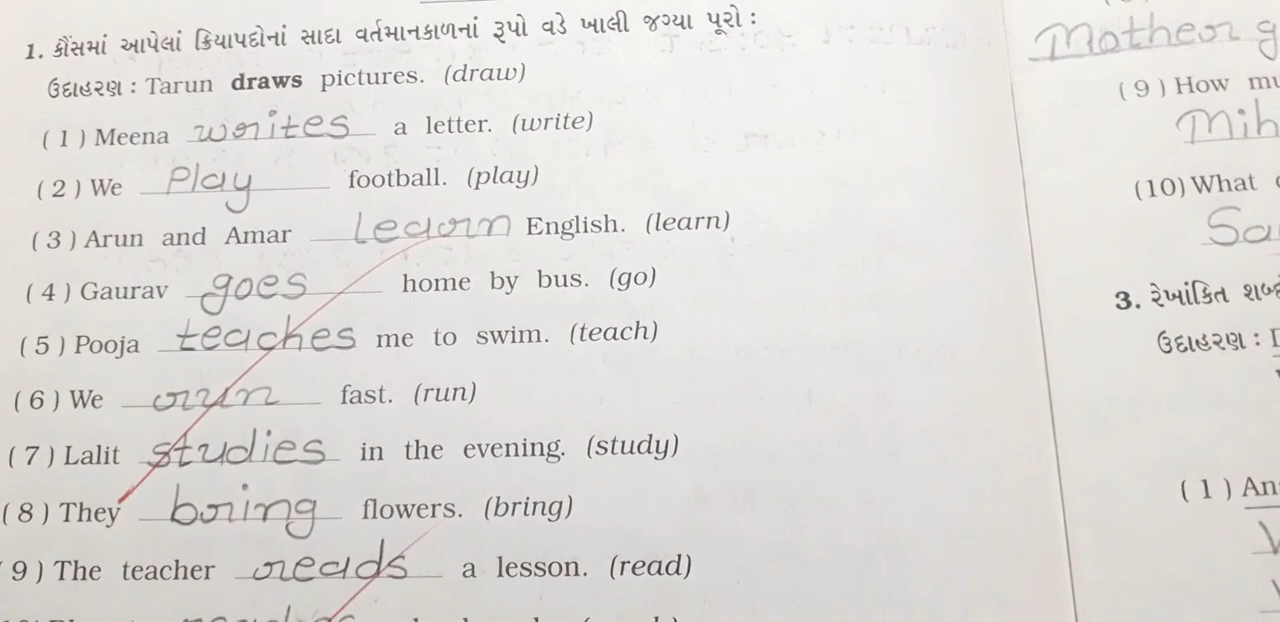 1. કૌંસમાં આપેલાં ક્રિયાપદોનાં સાદા વર્તમાનકાળનાં રૂપો વડે ખાલી જગ્યા પૂરો :
ઉદાહરણ : Tarun draws pictures. (draw)
(1) Meena writes a letter. (write)
(2) We Play football. (play)
(3) Arun and Amar learn English. (learn)
(4) Gaurav goes home by bus. (go)
(5) Pooja teaches me to swim. (teach)
(6) We run fast. (run)
(7) Lalit studies in the evening. (study)
(8) They bring flowers. (bring)
9) The teacher reads a lesson. (read)
Mother g
(9) How mu
Mih
(10) What
Sa
3. રેખાંકિત
ઉદાહરણ :
(1) An